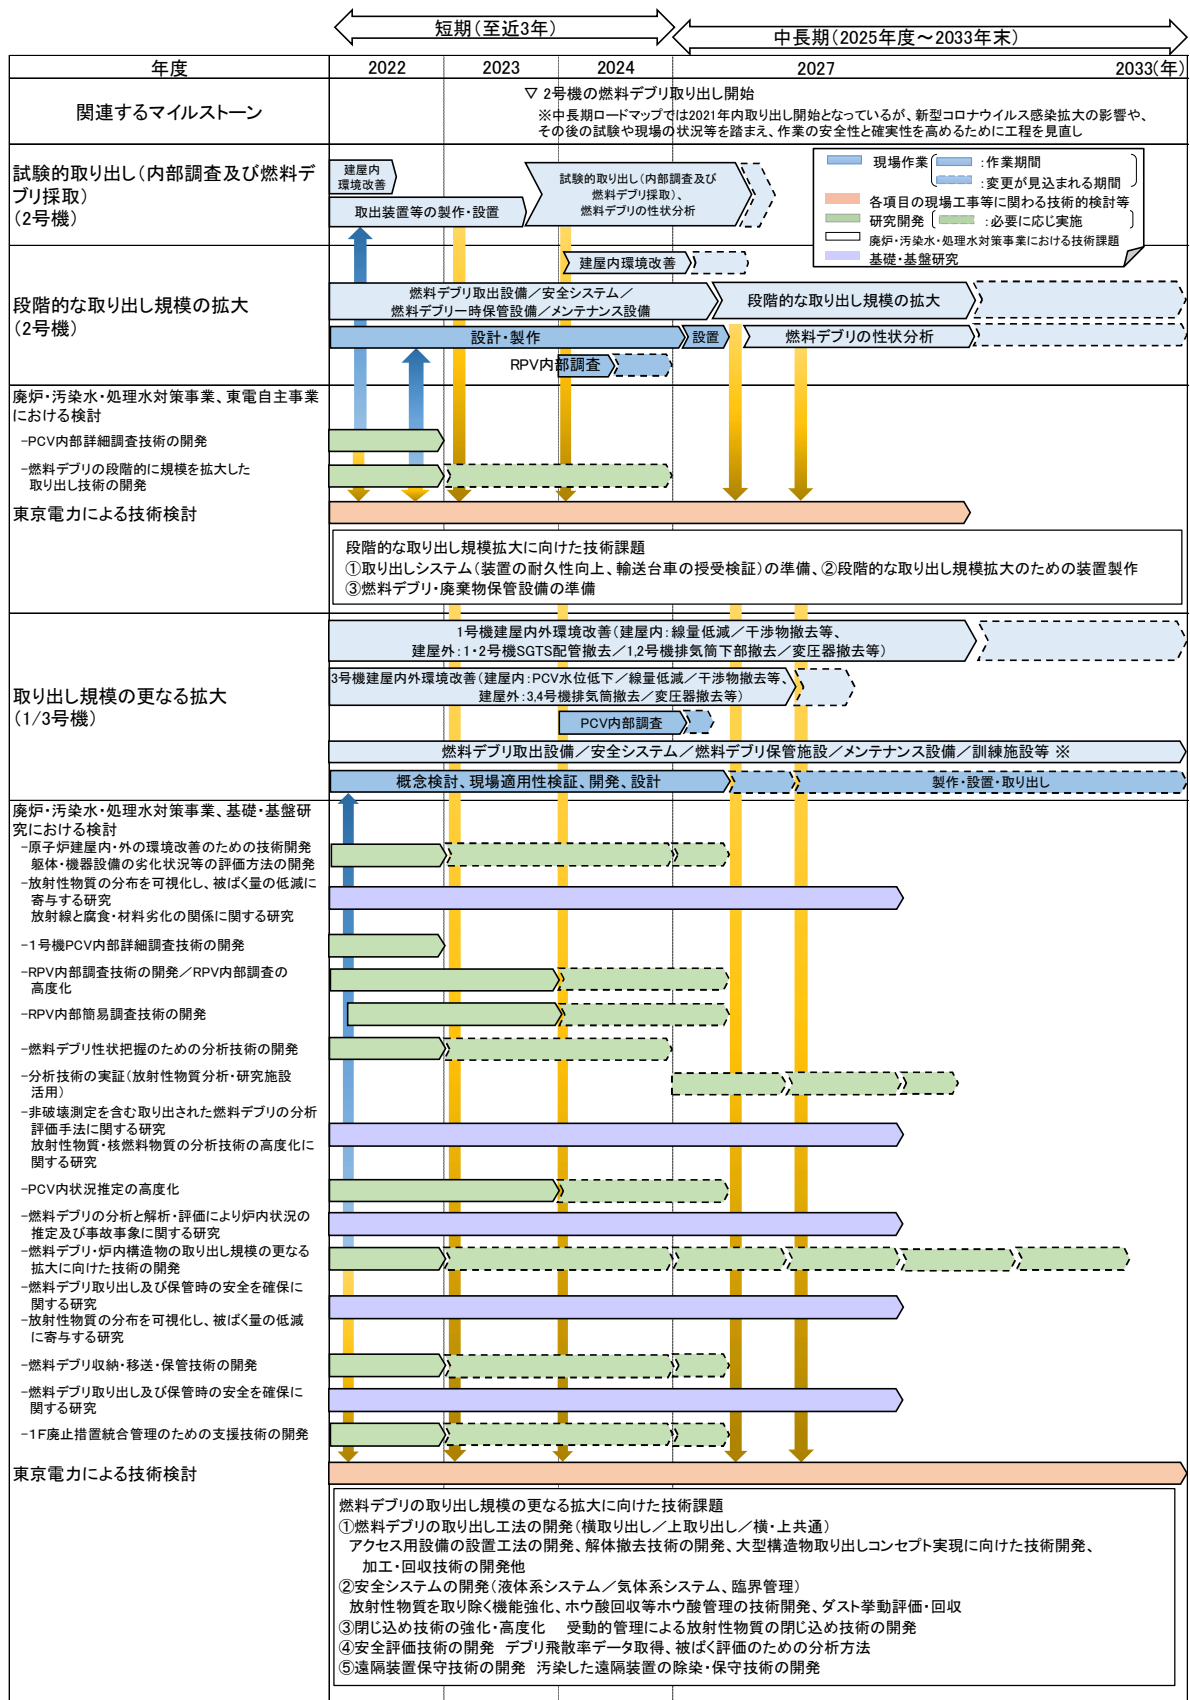 短期（至近3年）
中長期（2025年度～2033年末）
年度
2022
2023
2024
2027
2033(年)
関連するマイルストーン
▽ 2号機の燃料デブリ取り出し開始
※中長期ロードマップでは2021年内取り出し開始となっているが、新型コロナウイルス感染拡大の影響や、
その後の試験や現場の状況等を踏まえ、作業の安全性と確実性を高めるために工程を見直し
試験的取り出し（内部調査及び燃料デ
ブリ採取）
（2号機）
建屋内
環境改善
取出装置等の製作・設置
試験的取り出し（内部調査及び
燃料デブリ採取）、
燃料デブリの性状分析
現場作業
：作業期間
：変更が見込まれる期間
各項目の現場工事等に関わる技術的検討等
研究開発
：必要に応じ実施
廃炉・汚染水・処理水対策事業における技術課題
基礎・基盤研究
段階的な取り出し規模の拡大
（2号機）
建屋内環境改善
燃料デブリ取出設備／安全システム／
燃料デブリ一時保管設備／メンテナンス設備
段階的な取り出し規模の拡大
設計・製作
設置
燃料デブリの性状分析
RPV内部調査
廃炉・汚染水・処理水対策事業、東電自主事業
における検討
-PCV内部詳細調査技術の開発
-燃料デブリの段階的に規模を拡大した
取り出し技術の開発
東京電力による技術検討
段階的な取り出し規模拡大に向けた技術課題
①取り出しシステム（装置の耐久性向上、輸送台車の授受検証）の準備、②段階的な取り出し規模拡大のための装置製作
③燃料デブリ・廃棄物保管設備の準備
取り出し規模の更なる拡大
（1/3号機）
1号機建屋内外環境改善（建屋内：線量低減／干渉物撤去等、
建屋外：1・2号機SGTS配管撤去／1,2号機排気筒下部撤去／変圧器撤去等）
3号機建屋内外環境改善（建屋内：PCV水位低下／線量低減／干渉物撤去等、
建屋外：3,4号機排気筒撤去／変圧器撤去等）
PCV内部調査
燃料デブリ取出設備／安全システム／燃料デブリ保管施設／メンテナンス設備／訓練施設等 ※
概念検討、現場適用性検証、開発、設計
製作・設置・取り出し
廃炉・汚染水・処理水対策事業、基礎・基盤研
究における検討
-原子炉建屋内・外の環境改善のための技術開発
躯体・機器設備の劣化状況等の評価方法の開発
-放射性物質の分布を可視化し、被ばく量の低減に
寄与する研究
放射線と腐食・材料劣化の関係に関する研究
-1号機PCV内部詳細調査技術の開発
-RPV内部調査技術の開発／RPV内部調査の
高度化
-RPV内部簡易調査技術の開発
-燃料デブリ性状把握のための分析技術の開発
-分析技術の実証（放射性物質分析・研究施設
活用）
-非破壊測定を含む取り出された燃料デブリの分析
評価手法に関する研究
放射性物質・核燃料物質の分析技術の高度化に
関する研究
-PCV内状況推定の高度化
-燃料デブリの分析と解析・評価により炉内状況の
推定及び事故事象に関する研究
-燃料デブリ・炉内構造物の取り出し規模の更なる
拡大に向けた技術の開発
-燃料デブリ取り出し及び保管時の安全を確保に
関する研究
-放射性物質の分布を可視化し、被ばく量の低減
に寄与する研究
-燃料デブリ収納・移送・保管技術の開発
-燃料デブリ取り出し及び保管時の安全を確保に
関する研究
-1F廃止措置統合管理のための支援技術の開発
東京電力による技術検討
燃料デブリの取り出し規模の更なる拡大に向けた技術課題
①燃料デブリの取り出し工法の開発（横取り出し／上取り出し／横・上共通）
アクセス用設備の設置工法の開発、解体撤去技術の開発、大型構造物取り出しコンセプト実現に向けた技術開発、
加工・回収技術の開発他
②安全システムの開発（液体系システム／気体系システム、臨界管理）
放射性物質を取り除く機能強化、ホウ酸回収等ホウ酸管理の技術開発、ダスト挙動評価・回収
③閉じ込め技術の強化・高度化　受動的管理による放射性物質の閉じ込め技術の開発
④安全評価技術の開発 デブリ飛散率データ取得、被ばく評価のための分析方法
⑤遠隔装置保守技術の開発 汚染した遠隔装置の除染・保守技術の開発